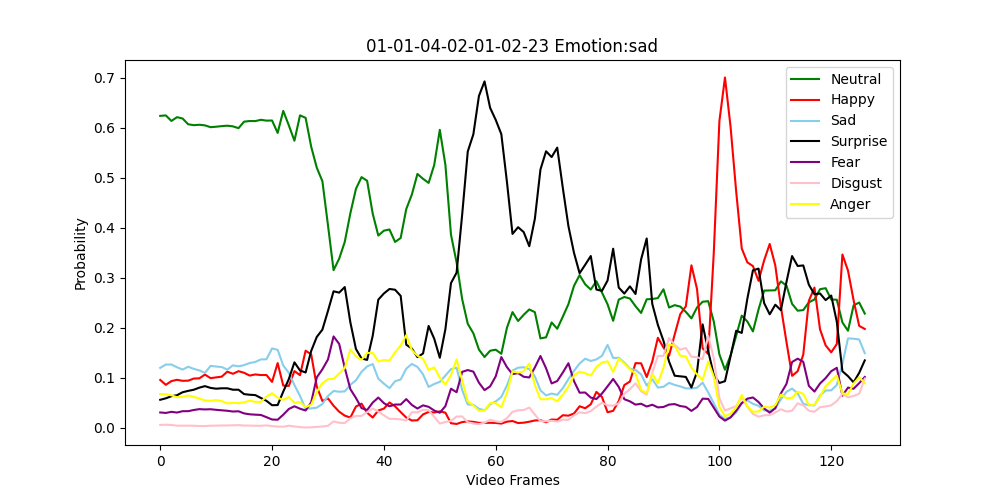 01-01-04-02-01-02-23 Emotion:sad
Neutral
Happy
Sad
Surprise
Fear
Disgust
Anger
Probability
0.7
0.6
0.5
0.4
0.3
0.2
0.1
0.0
0 20 40 60 80 100 120
Video Frames